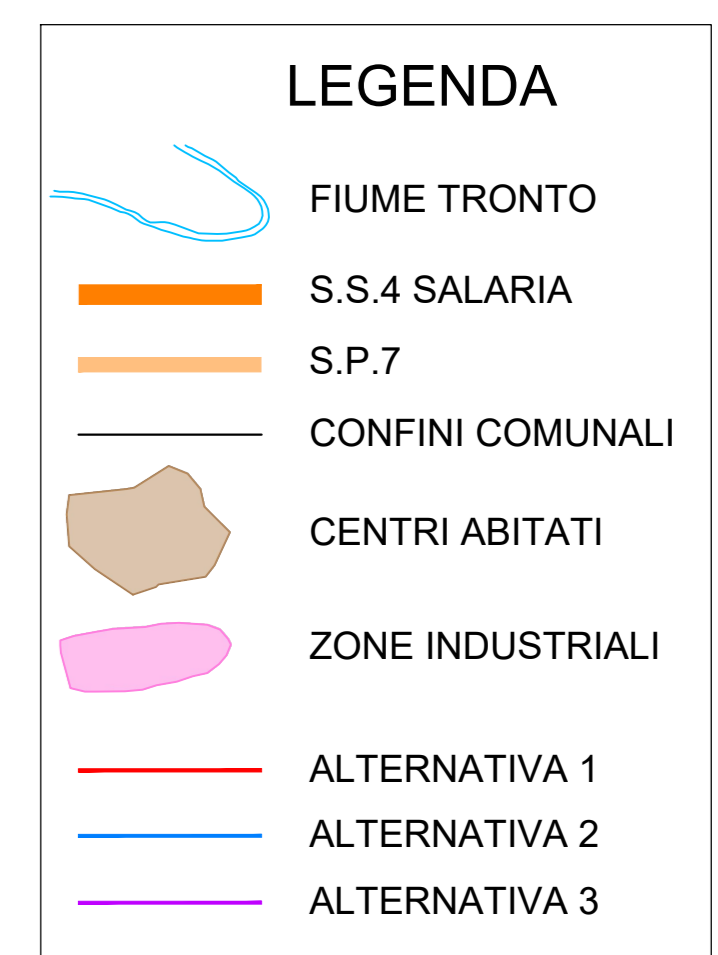 LEGENDA
FIUME TRONTO
S.S.4 SALARIA
S.P.7
CONFINI COMUNALI
CENTRI ABITATI
ZONE INDUSTRIALI
ALTERNATIVA 1
ALTERNATIVA 2
ALTERNATIVA 3